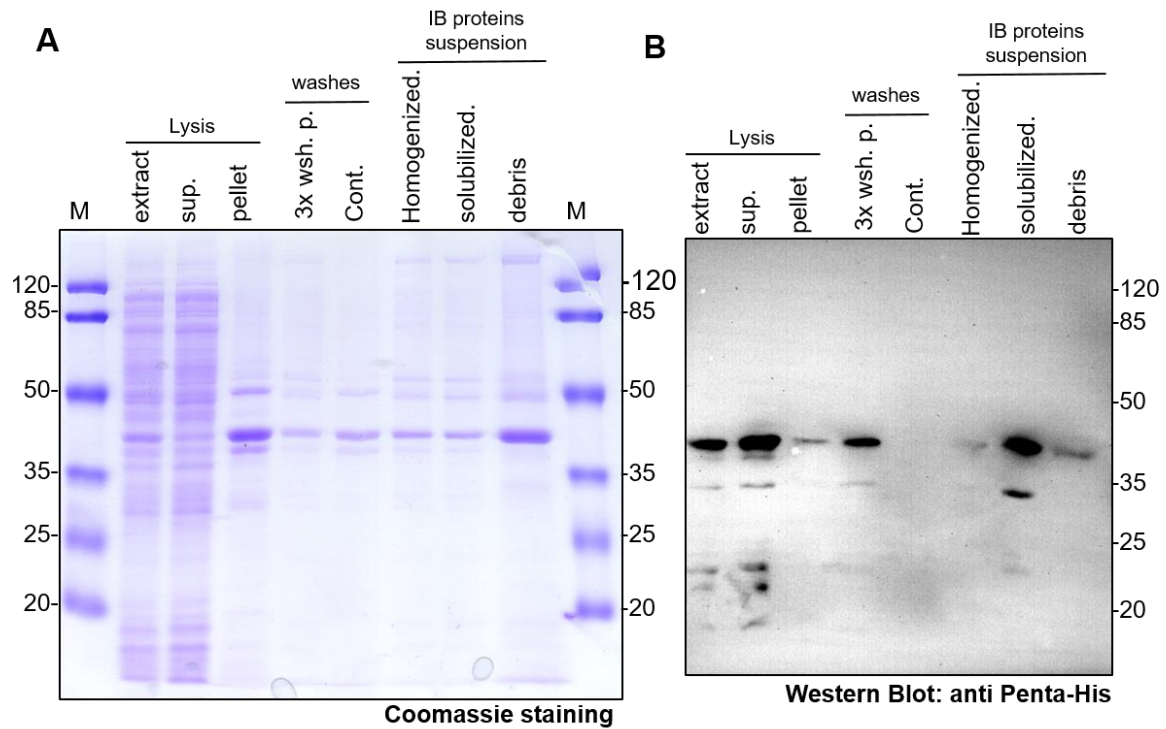 A
IB proteins
suspension
washes
Lysis
M
extract
sup.
pellet
3x wsh. p.
Cont.
Homogenized.
solubilized.
debris
M
120-
85-
50-
35-
25-
20-
-120
-85
-50
-35
-25
-20
Coomassie staining
B
IB proteins
suspension
washes
Lysis
extract
sup.
pellet
3x wsh. p.
Cont.
Homogenized.
solubilized.
debris
-120
-85
-50
-35
-25
-20
Western Blot: anti Penta-His